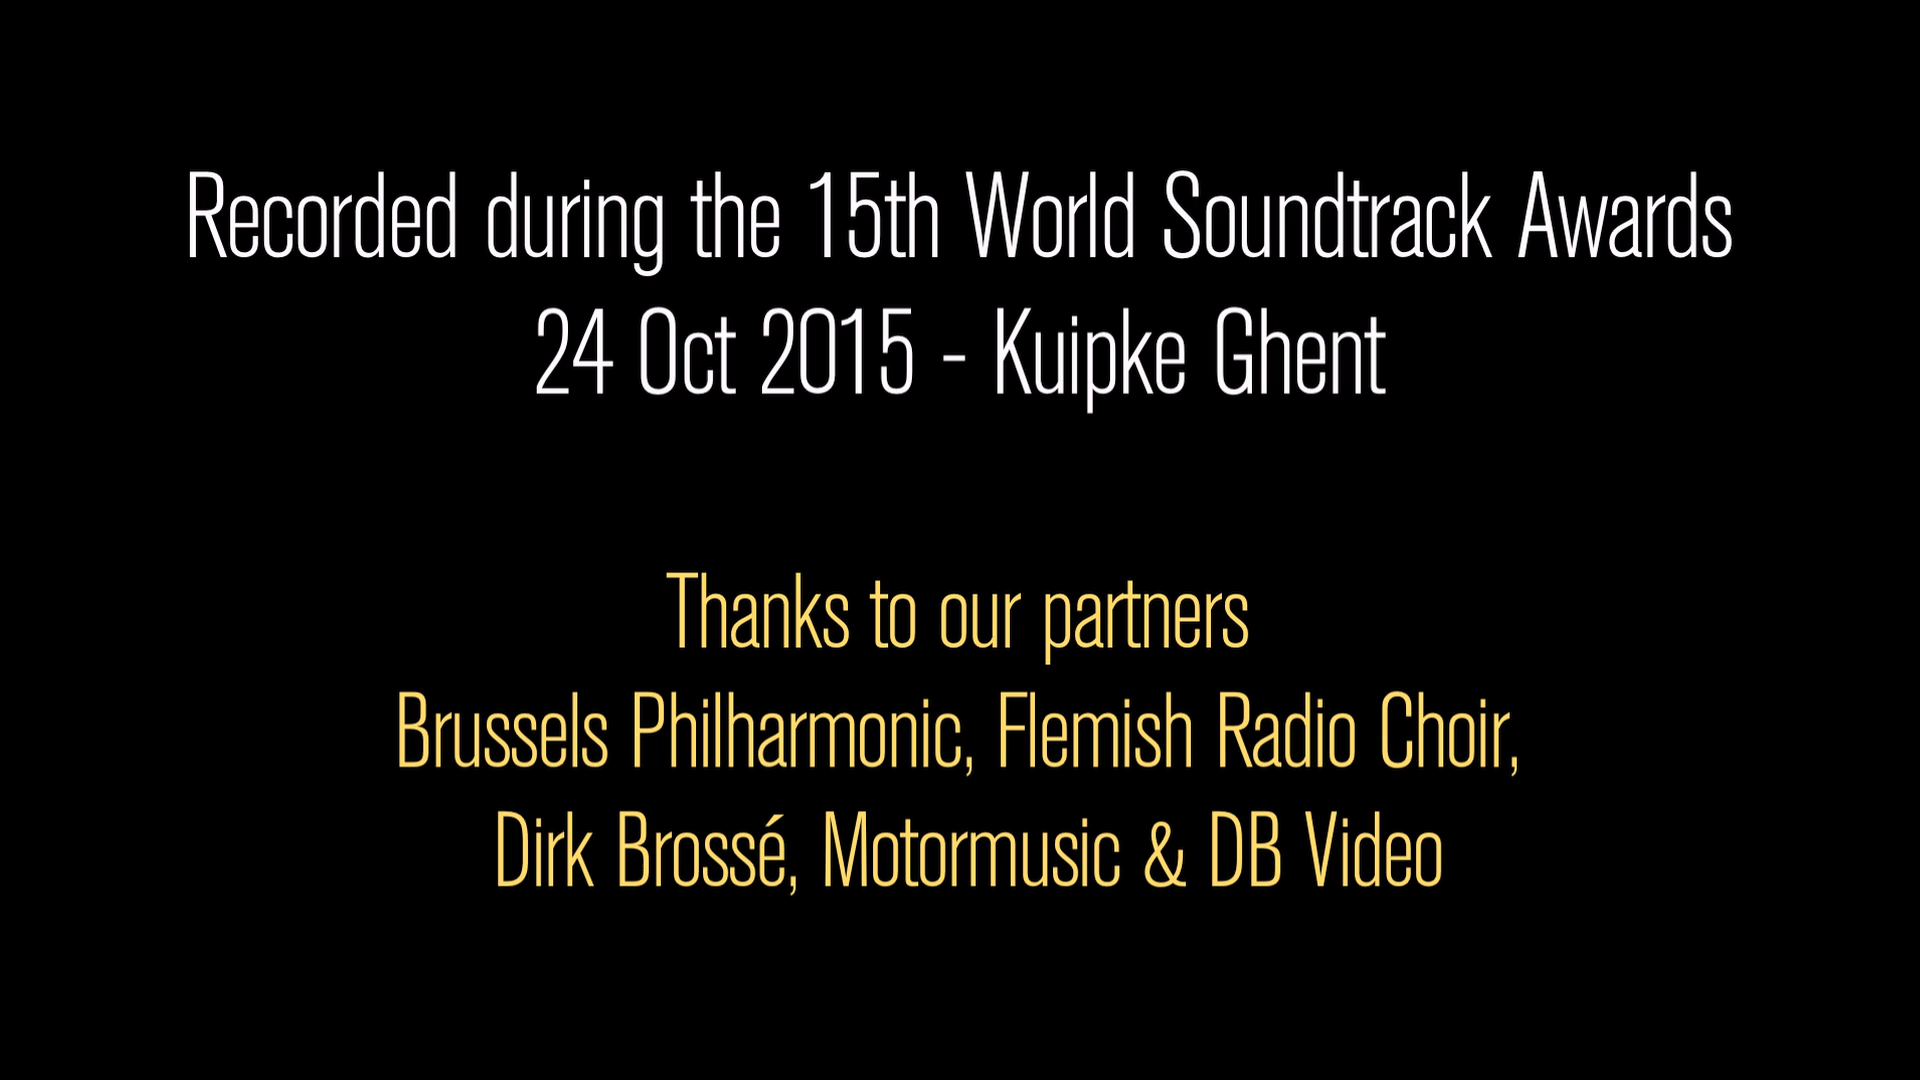 Recorded during the 15th World Soundtrack Awards
24 Oct 2015 - Kuipke Ghent
Thanks to our partners
Brussels Philharmonic, Flemish Radio Choir,
Dirk Brossé, Motormusic & DB Video